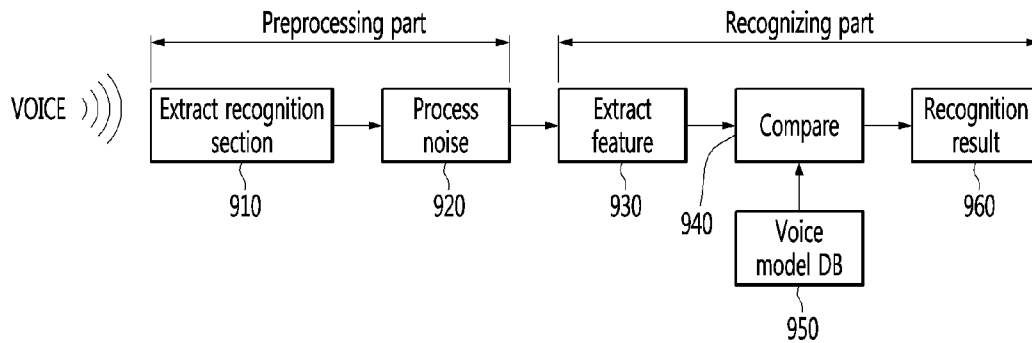 Preprocessing part
Recognizing part
VOICE
Extract recognition
section
Process
noise
Extract
feature
Compare
Recognition
result
910
920
930
940
960
Voice
model DB
950